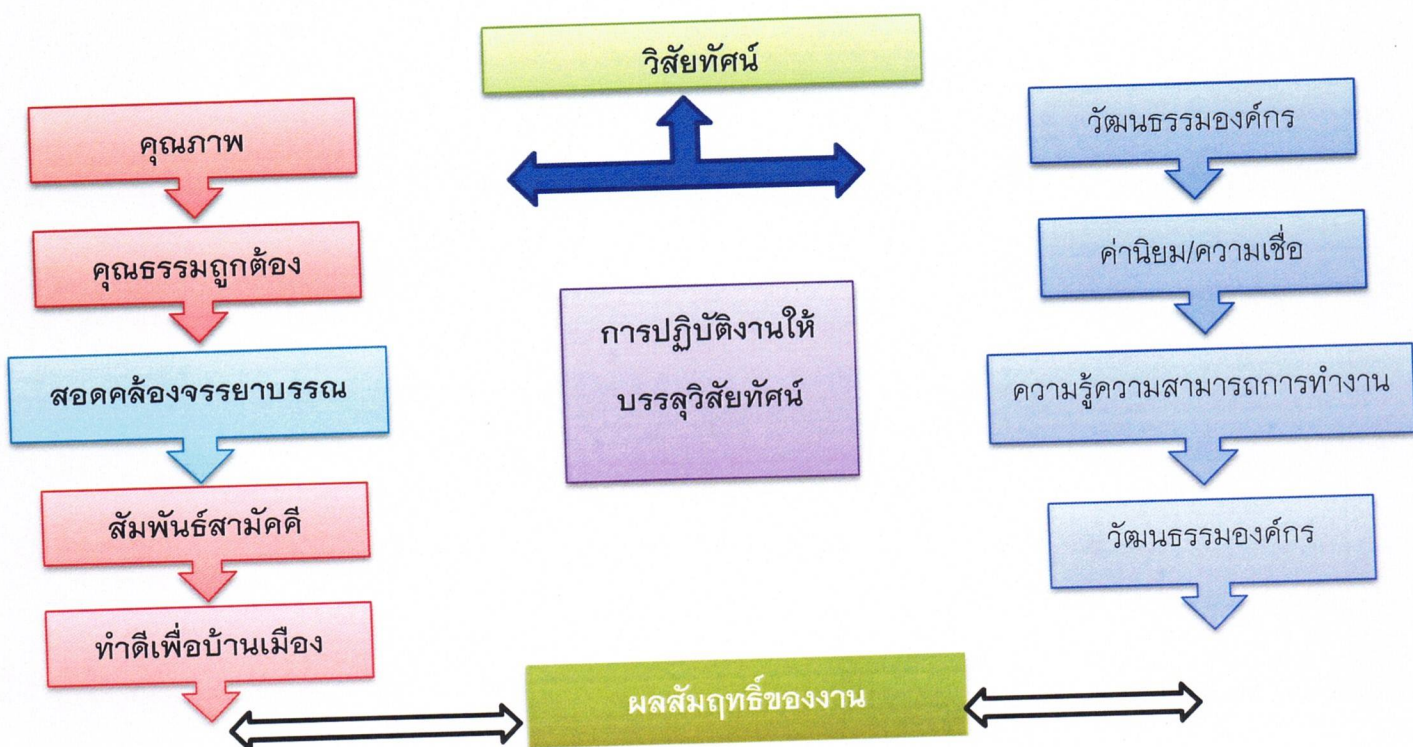 วิสัยทัศน์
คุณภาพ
คุณธรรมถูกต้อง
สอดคล้องจรรยาบรรณ
สัมพันธ์สามัคคี
ทำดีเพื่อบ้านเมือง
การปฏิบัติงานให้
บรรลุวิสัยทัศน์
วัฒนธรรมองค์กร
ค่านิยม/ความเชื่อ
ความรู้ความสามารถการทำงาน
วัฒนธรรมองค์กร
ผลสัมฤทธิ์ของงาน